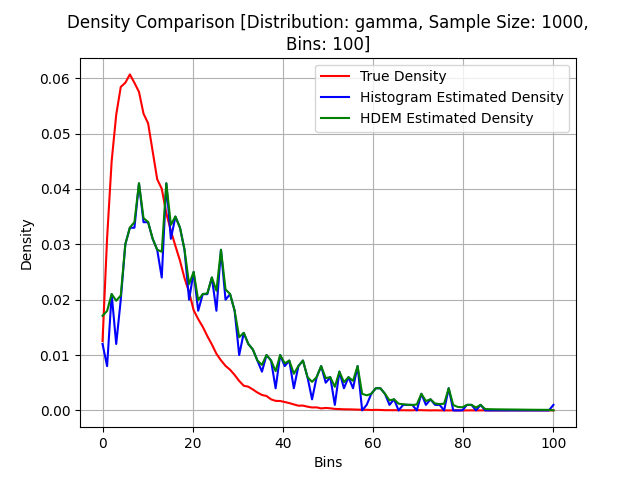 Density Comparison [Distribution: gamma, Sample Size: 1000,
Bins: 100]
True Density
Histogram Estimated Density
HDEM Estimated Density
Density
0.06
0.05
0.04
0.03
0.02
0.01
0.00
0 20 40 60 80 100
Bins